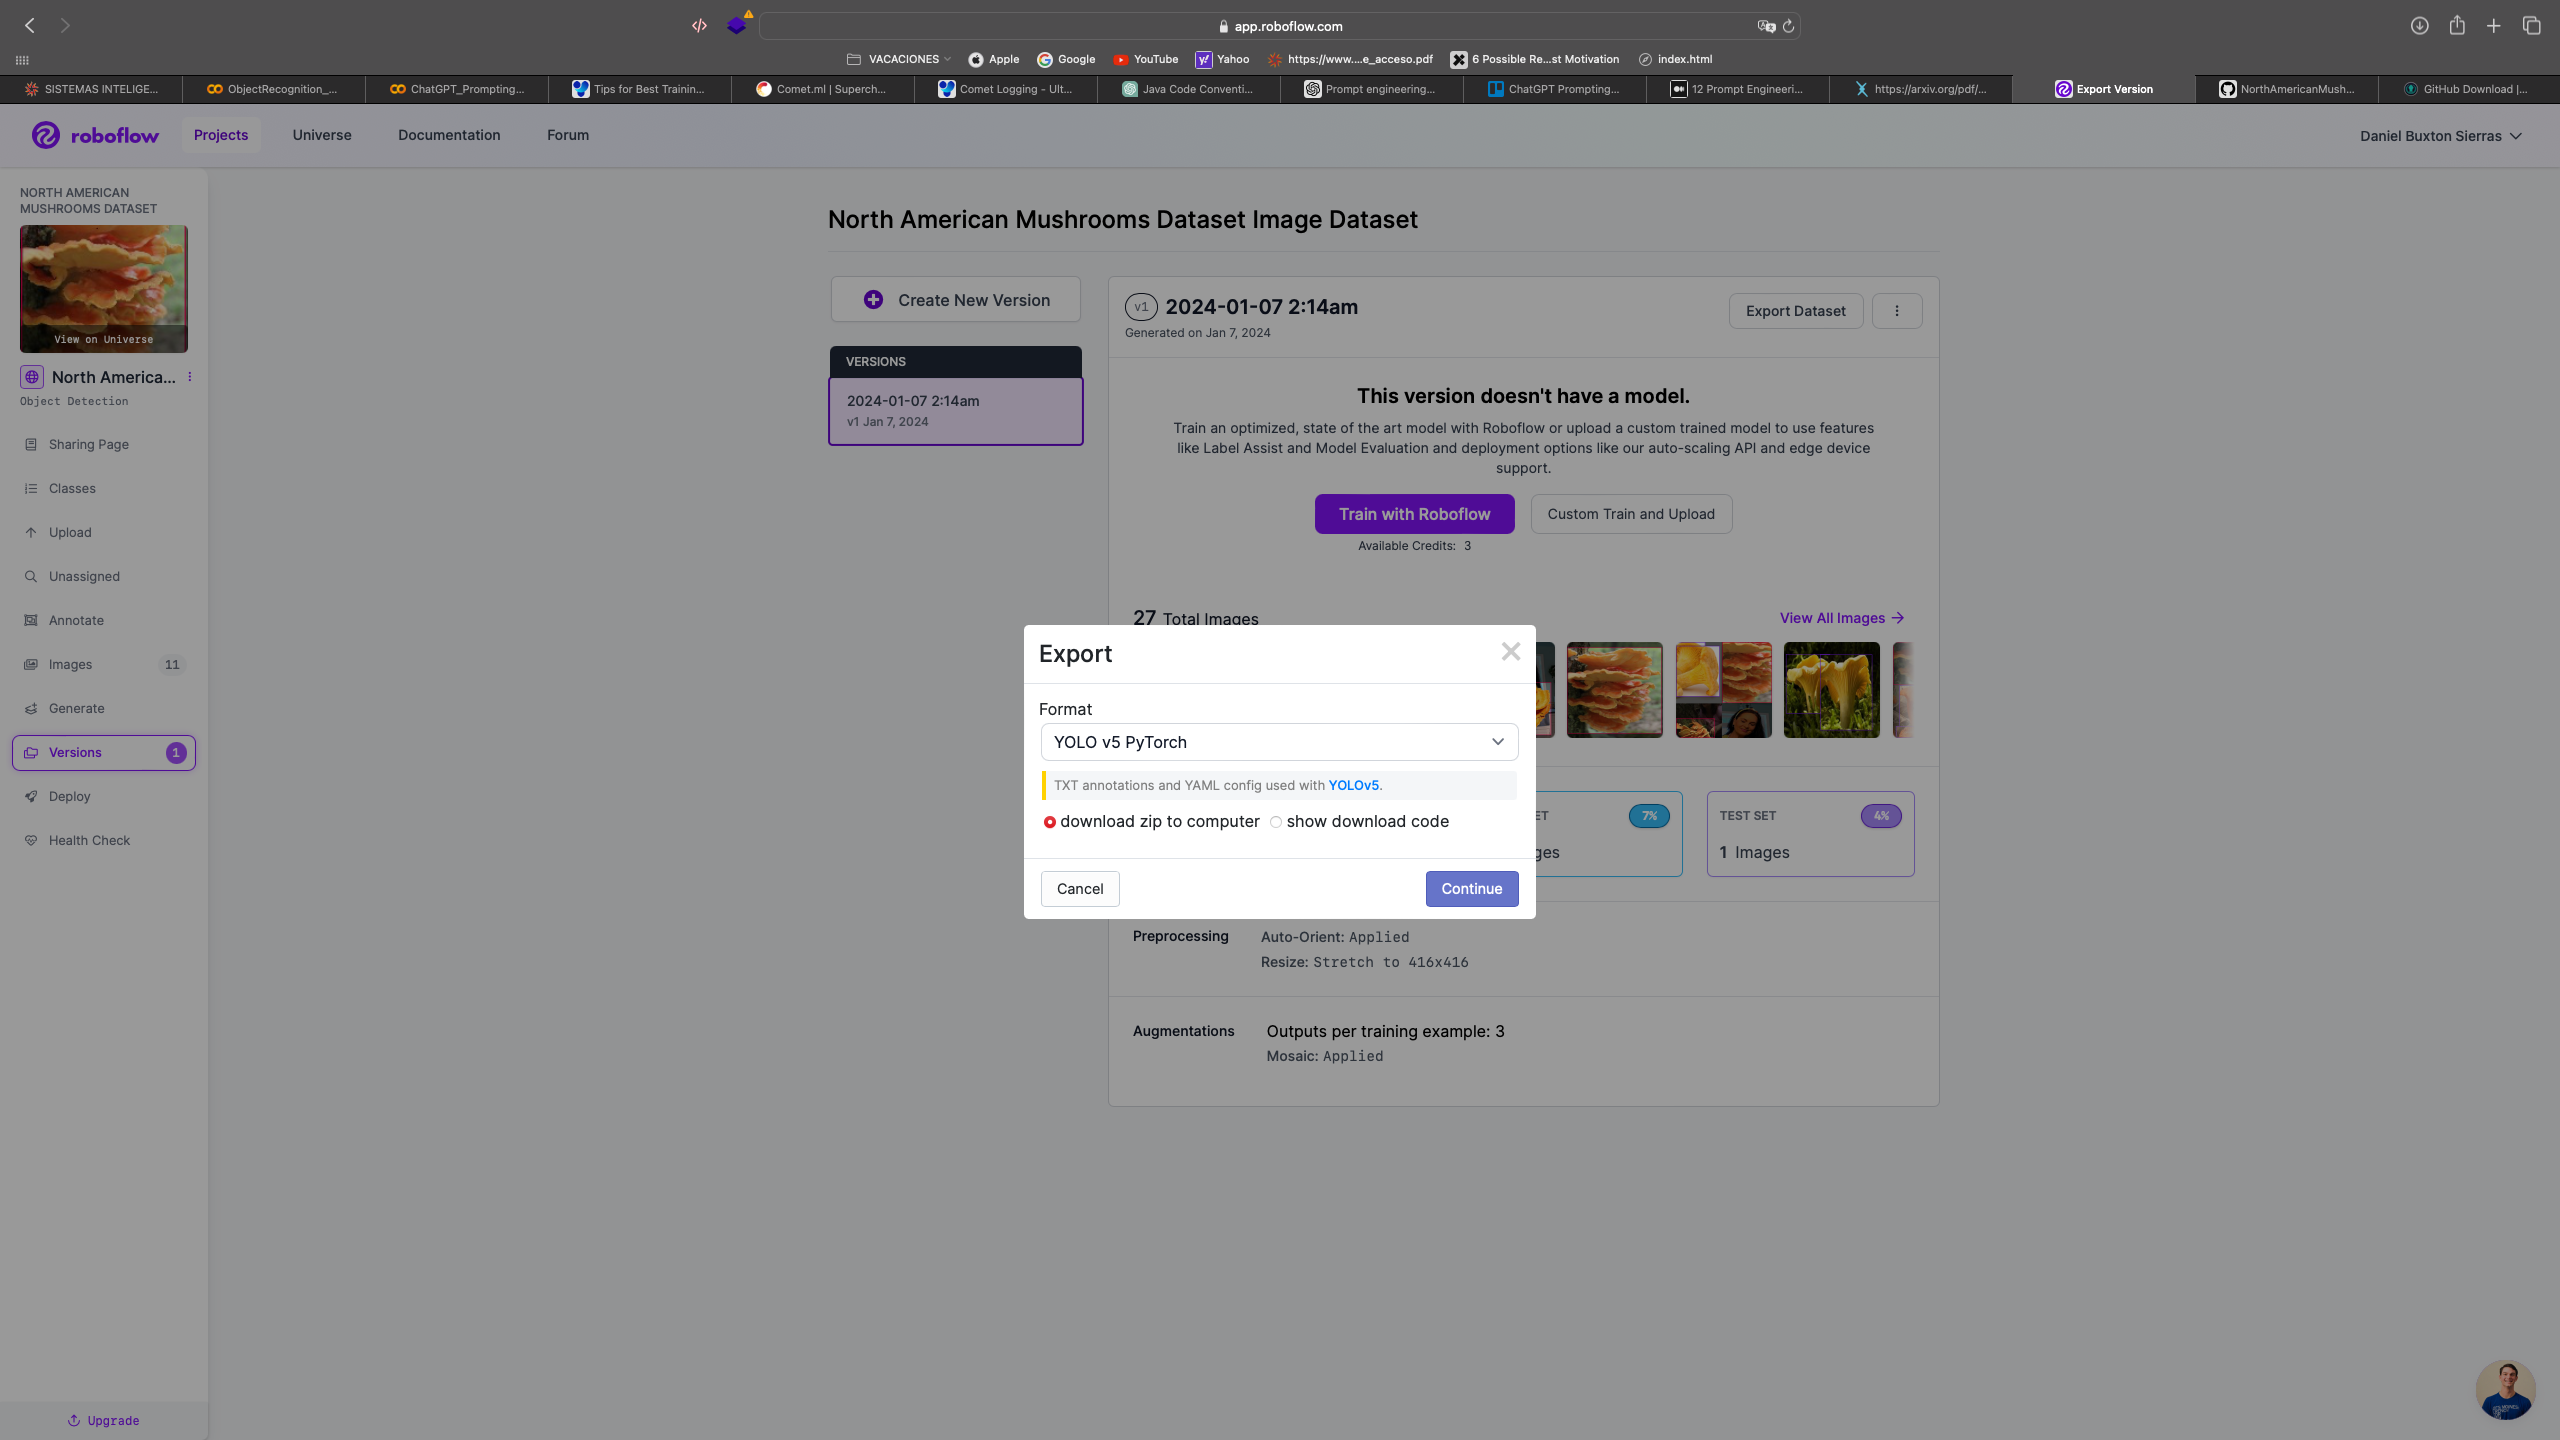 app.roboflow.com
VACACIONES
Apple
Google
YouTube
Yahoo
https://www....e_acceso.pdf
6 Possible Re...st Motivation
index.html
SISTEMAS INTELIGE...
ObjectRecognition_...
ChatGPT_Prompting...
Tips for Best Trainin...
Comet.ml | Superch...
Comet Logging - Ult...
Java Code Conventi...
Prompt engineering...
ChatGPT Prompting...
12 Prompt Engineeri...
https://arxiv.org/pdf/...
Export Version
NorthAmericanMush...
GitHub Download |...
roboflow
Projects
Universe
Documentation
Forum
Daniel Buxton Sierras
NORTH AMERICAN
MUSHROOMS DATASET
View on Universe
North America...
Object Detection
Sharing Page
Classes
Upload
Unassigned
Annotate
Images 11
Generate
Versions 1
Deploy
Health Check
Upgrade
North American Mushrooms Dataset Image Dataset
Create New Version
VERSIONS
2024-01-07 2:14am
v1 Jan 7, 2024
v1 2024-01-07 2:14am
Generated on Jan 7, 2024
Export Dataset
This version doesn't have a model.
Train an optimized, state of the art model with Roboflow or upload a custom trained model to use features
like Label Assist and Model Evaluation and deployment options like our auto-scaling API and edge device
support.
Train with Roboflow
Custom Train and Upload
Available Credits: 3
27 Total Images
View All Images
Export
Format
YOLO v5 PyTorch
TXT annotations and YAML config used with YOLOv5.
download zip to computer
show download code
Cancel
Continue
ET
7%
ges
TEST SET
4%
1 Images
Preprocessing
Auto-Orient: Applied
Resize: Stretch to 416x416
Augmentations
Outputs per training example: 3
Mosaic: Applied